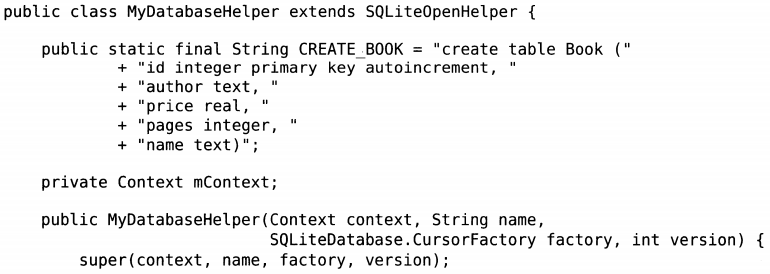 public class MyDatabaseHelper extends SQLiteOpenHelper {
    public static final String CREATE_BOOK = "create table Book ("
            + "id integer primary key autoincrement, "
            + "author text, "
            + "price real, "
            + "pages integer, "
            + "name text)";
    private Context mContext;
    public MyDatabaseHelper(Context context, String name,
                            SQLiteDatabase.CursorFactory factory, int version) {
        super(context, name, factory, version);